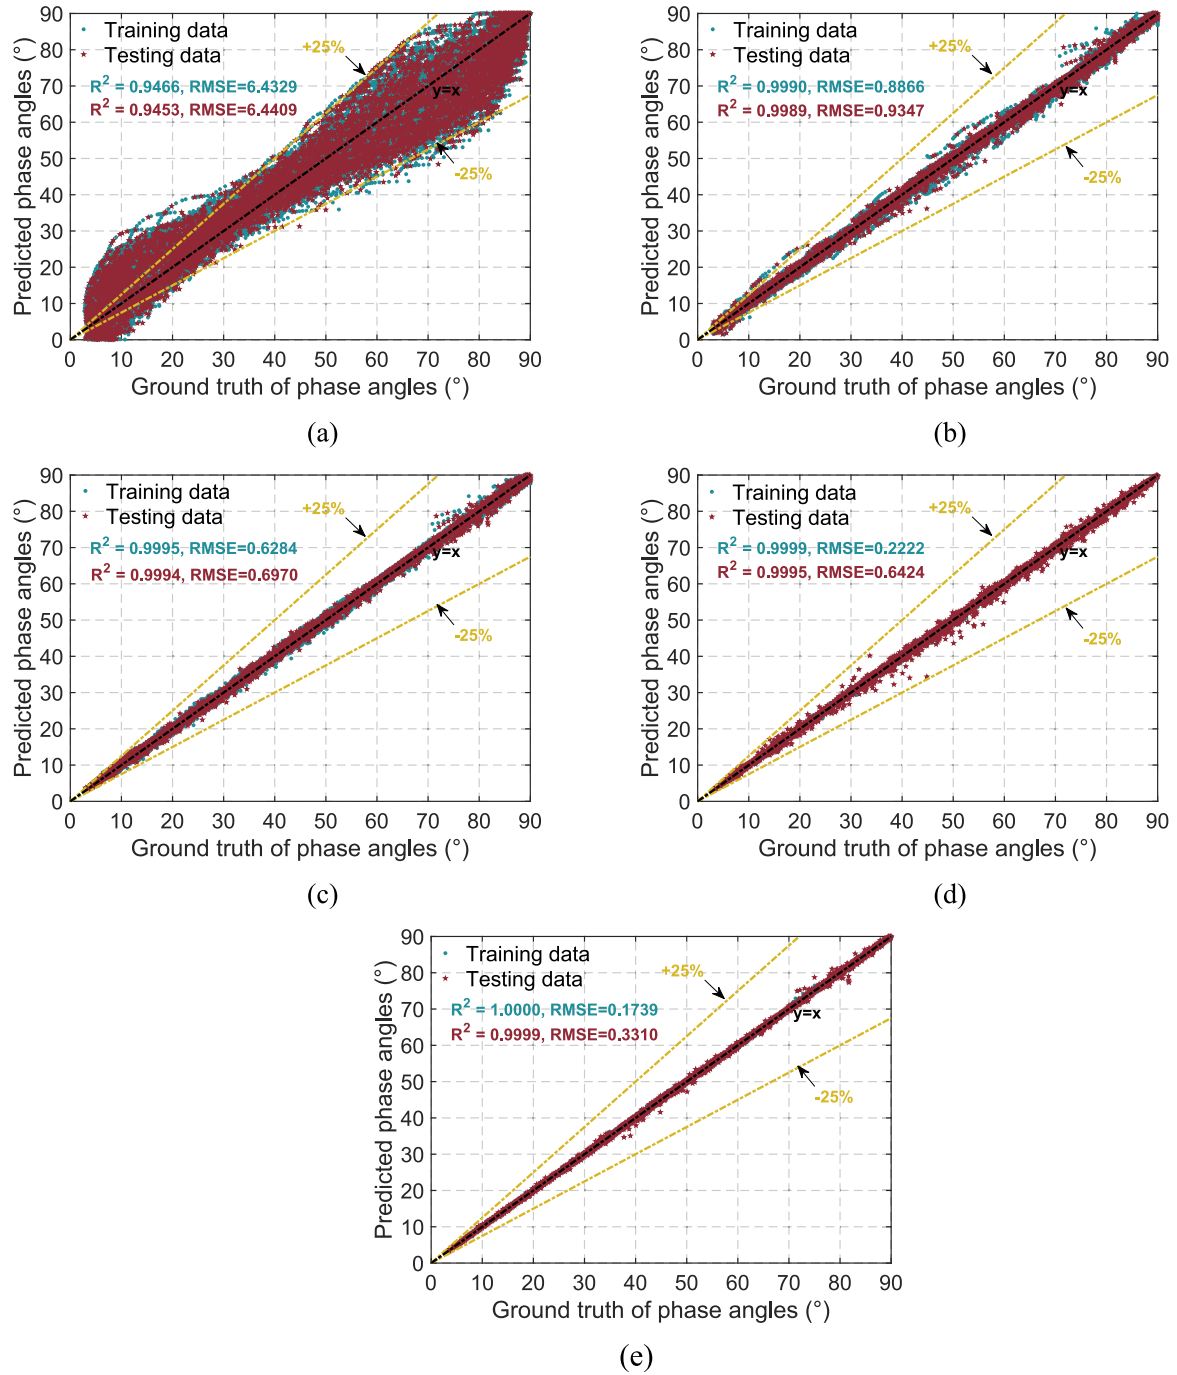 Training data
Testing data
R² = 0.9466, RMSE=6.4329
R² = 0.9453, RMSE=6.4409
+25%
y=x
-25%
90
80
70
60
50
40
30
20
10
0
0 10 20 30 40 50 60 70 80 90
Predicted phase angles (°)
Ground truth of phase angles (°)
(a)
Training data
Testing data
R² = 0.9990, RMSE=0.8866
R² = 0.9989, RMSE=0.9347
+25%
y=x
-25%
90
80
70
60
50
40
30
20
10
0
0 10 20 30 40 50 60 70 80 90
Predicted phase angles (°)
Ground truth of phase angles (°)
(b)
Training data
Testing data
R² = 0.9995, RMSE=0.6284
R² = 0.9994, RMSE=0.6970
+25%
y=x
-25%
90
80
70
60
50
40
30
20
10
0
0 10 20 30 40 50 60 70 80 90
Predicted phase angles (°)
Ground truth of phase angles (°)
(c)
Training data
Testing data
R² = 0.9999, RMSE=0.2222
R² = 0.9995, RMSE=0.6424
+25%
y=x
-25%
90
80
70
60
50
40
30
20
10
0
0 10 20 30 40 50 60 70 80 90
Predicted phase angles (°)
Ground truth of phase angles (°)
(d)
Training data
Testing data
R² = 1.0000, RMSE=0.1739
R² = 0.9999, RMSE=0.3310
+25%
y=x
-25%
90
80
70
60
50
40
30
20
10
0
0 10 20 30 40 50 60 70 80 90
Predicted phase angles (°)
Ground truth of phase angles (°)
(e)